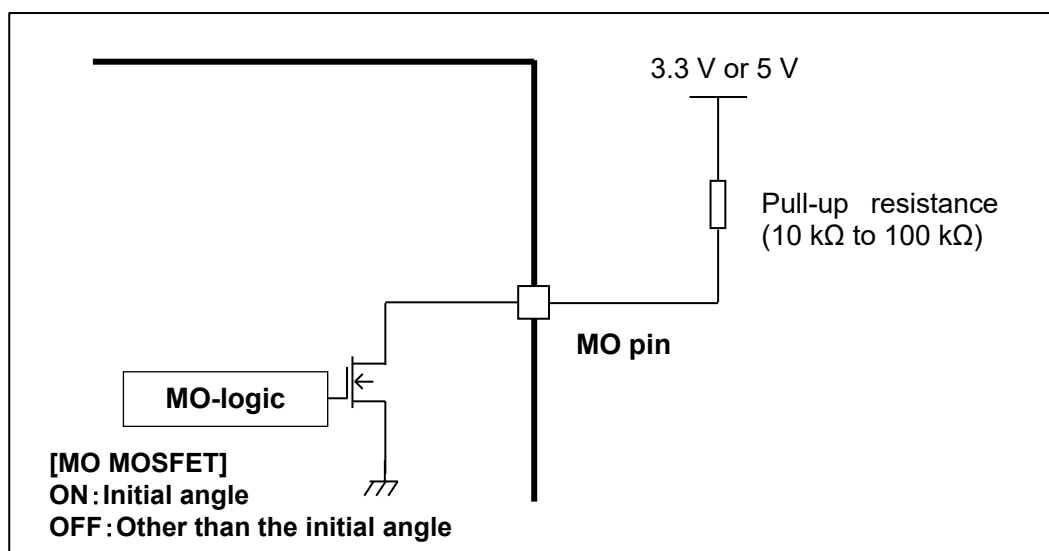 3.3 V or 5 V
Pull-up resistance
(10 kΩ to 100 kΩ)
MO pin
MO-logic
[MO MOSFET]
ON：Initial angle
OFF：Other than the initial angle